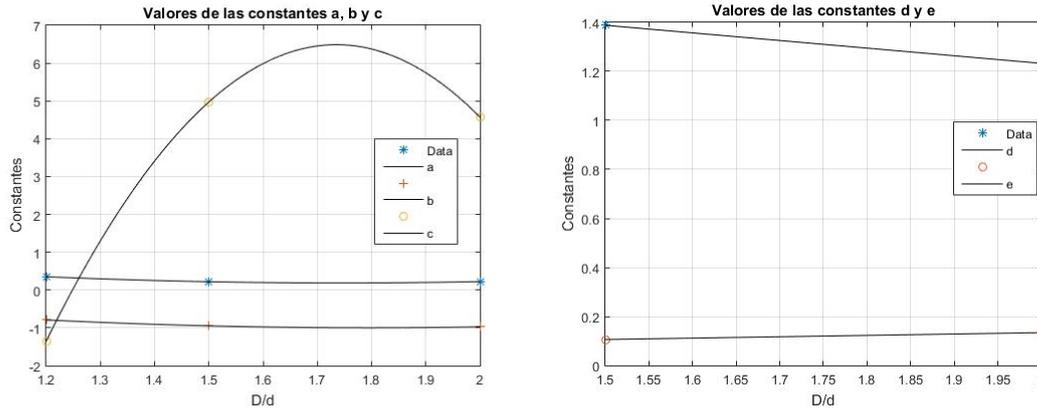 Valores de las constantes a, b y c
7
6
5
4
3
2
1
0
-1
-2
Constantes
Data
a
b
c
1.2 1.3 1.4 1.5 1.6 1.7 1.8 1.9 2
D/d
Valores de las constantes d y e
1.4
1.2
1
0.8
0.6
0.4
0.2
0
Constantes
Data
d
e
1.5 1.55 1.6 1.65 1.7 1.75 1.8 1.85 1.9 1.95
D/d